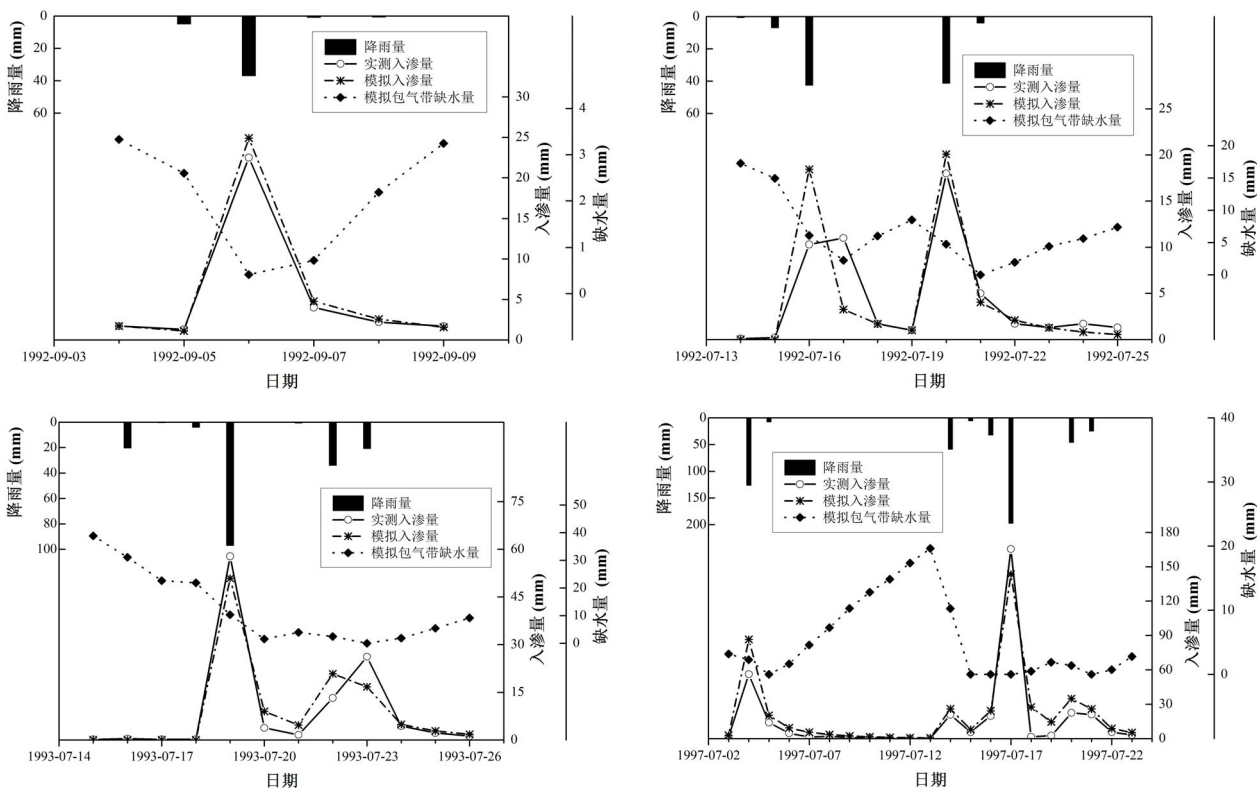 0
20
40
60
降雨量 (mm)
降雨量
实测入渗量
模拟入渗量
模拟包气带缺水量
30
25
20
15
10
5
0
入渗量 (mm)
4
3
2
1
0
缺水量 (mm)
1992-09-03
1992-09-05
1992-09-07
1992-09-09
日期
0
20
40
60
降雨量 (mm)
降雨量
实测入渗量
模拟入渗量
模拟包气带缺水量
25
20
15
10
5
0
入渗量 (mm)
20
15
10
5
0
缺水量 (mm)
1992-07-13
1992-07-16
1992-07-19
1992-07-22
1992-07-25
日期
0
20
40
60
80
100
降雨量 (mm)
降雨量
实测入渗量
模拟入渗量
模拟包气带缺水量
75
60
45
30
15
0
入渗量 (mm)
50
40
30
20
10
0
缺水量 (mm)
1993-07-14
1993-07-17
1993-07-20
1993-07-23
1993-07-26
日期
0
50
100
150
200
降雨量 (mm)
降雨量
实测入渗量
模拟入渗量
模拟包气带缺水量
180
150
120
90
60
30
0
入渗量 (mm)
40
30
20
10
0
缺水量 (mm)
1997-07-02
1997-07-07
1997-07-12
1997-07-17
1997-07-22
日期